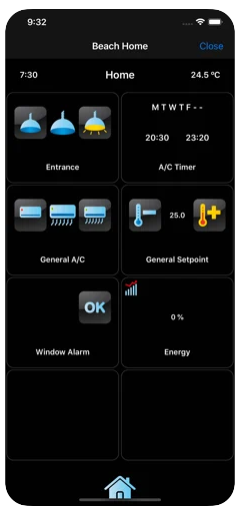 9:32
Beach Home Close
7:30 Home 24.5 ºC
M T W T F - -
20:30 23:20
Entrance A/C Timer
25.0
General A/C General Setpoint
OK
0 %
Window Alarm Energy